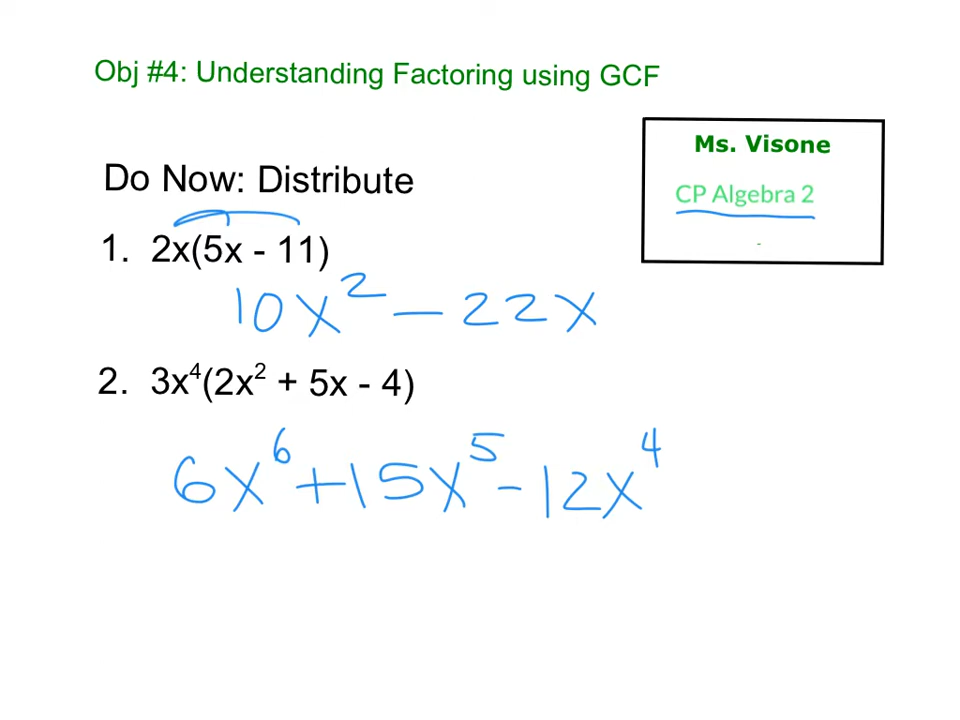 Obj #4: Understanding Factoring using GCF
Ms. Visone
CP Algebra 2
Do Now: Distribute
1. 2x(5x - 11)
10x² - 22x
2. 3x⁴(2x² + 5x - 4)
6x⁶ + 15x⁵ - 12x⁴